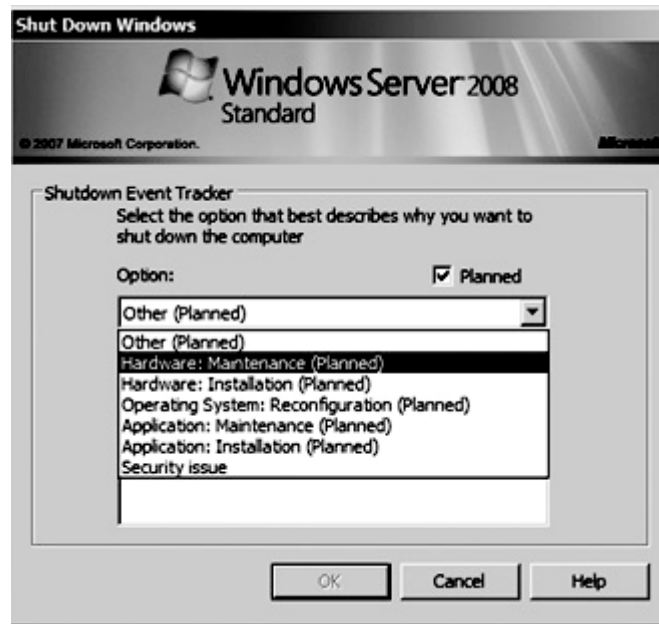 Shut Down Windows
Windows Server 2008
Standard
© 2007 Microsoft Corporation.
Microsoft
Shutdown Event Tracker
Select the option that best describes why you want to
shut down the computer
Option:
Planned
Other (Planned)
Other (Planned)
Hardware: Maintenance (Planned)
Hardware: Installation (Planned)
Operating System: Reconfiguration (Planned)
Application: Maintenance (Planned)
Application: Installation (Planned)
Security issue
OK
Cancel
Help